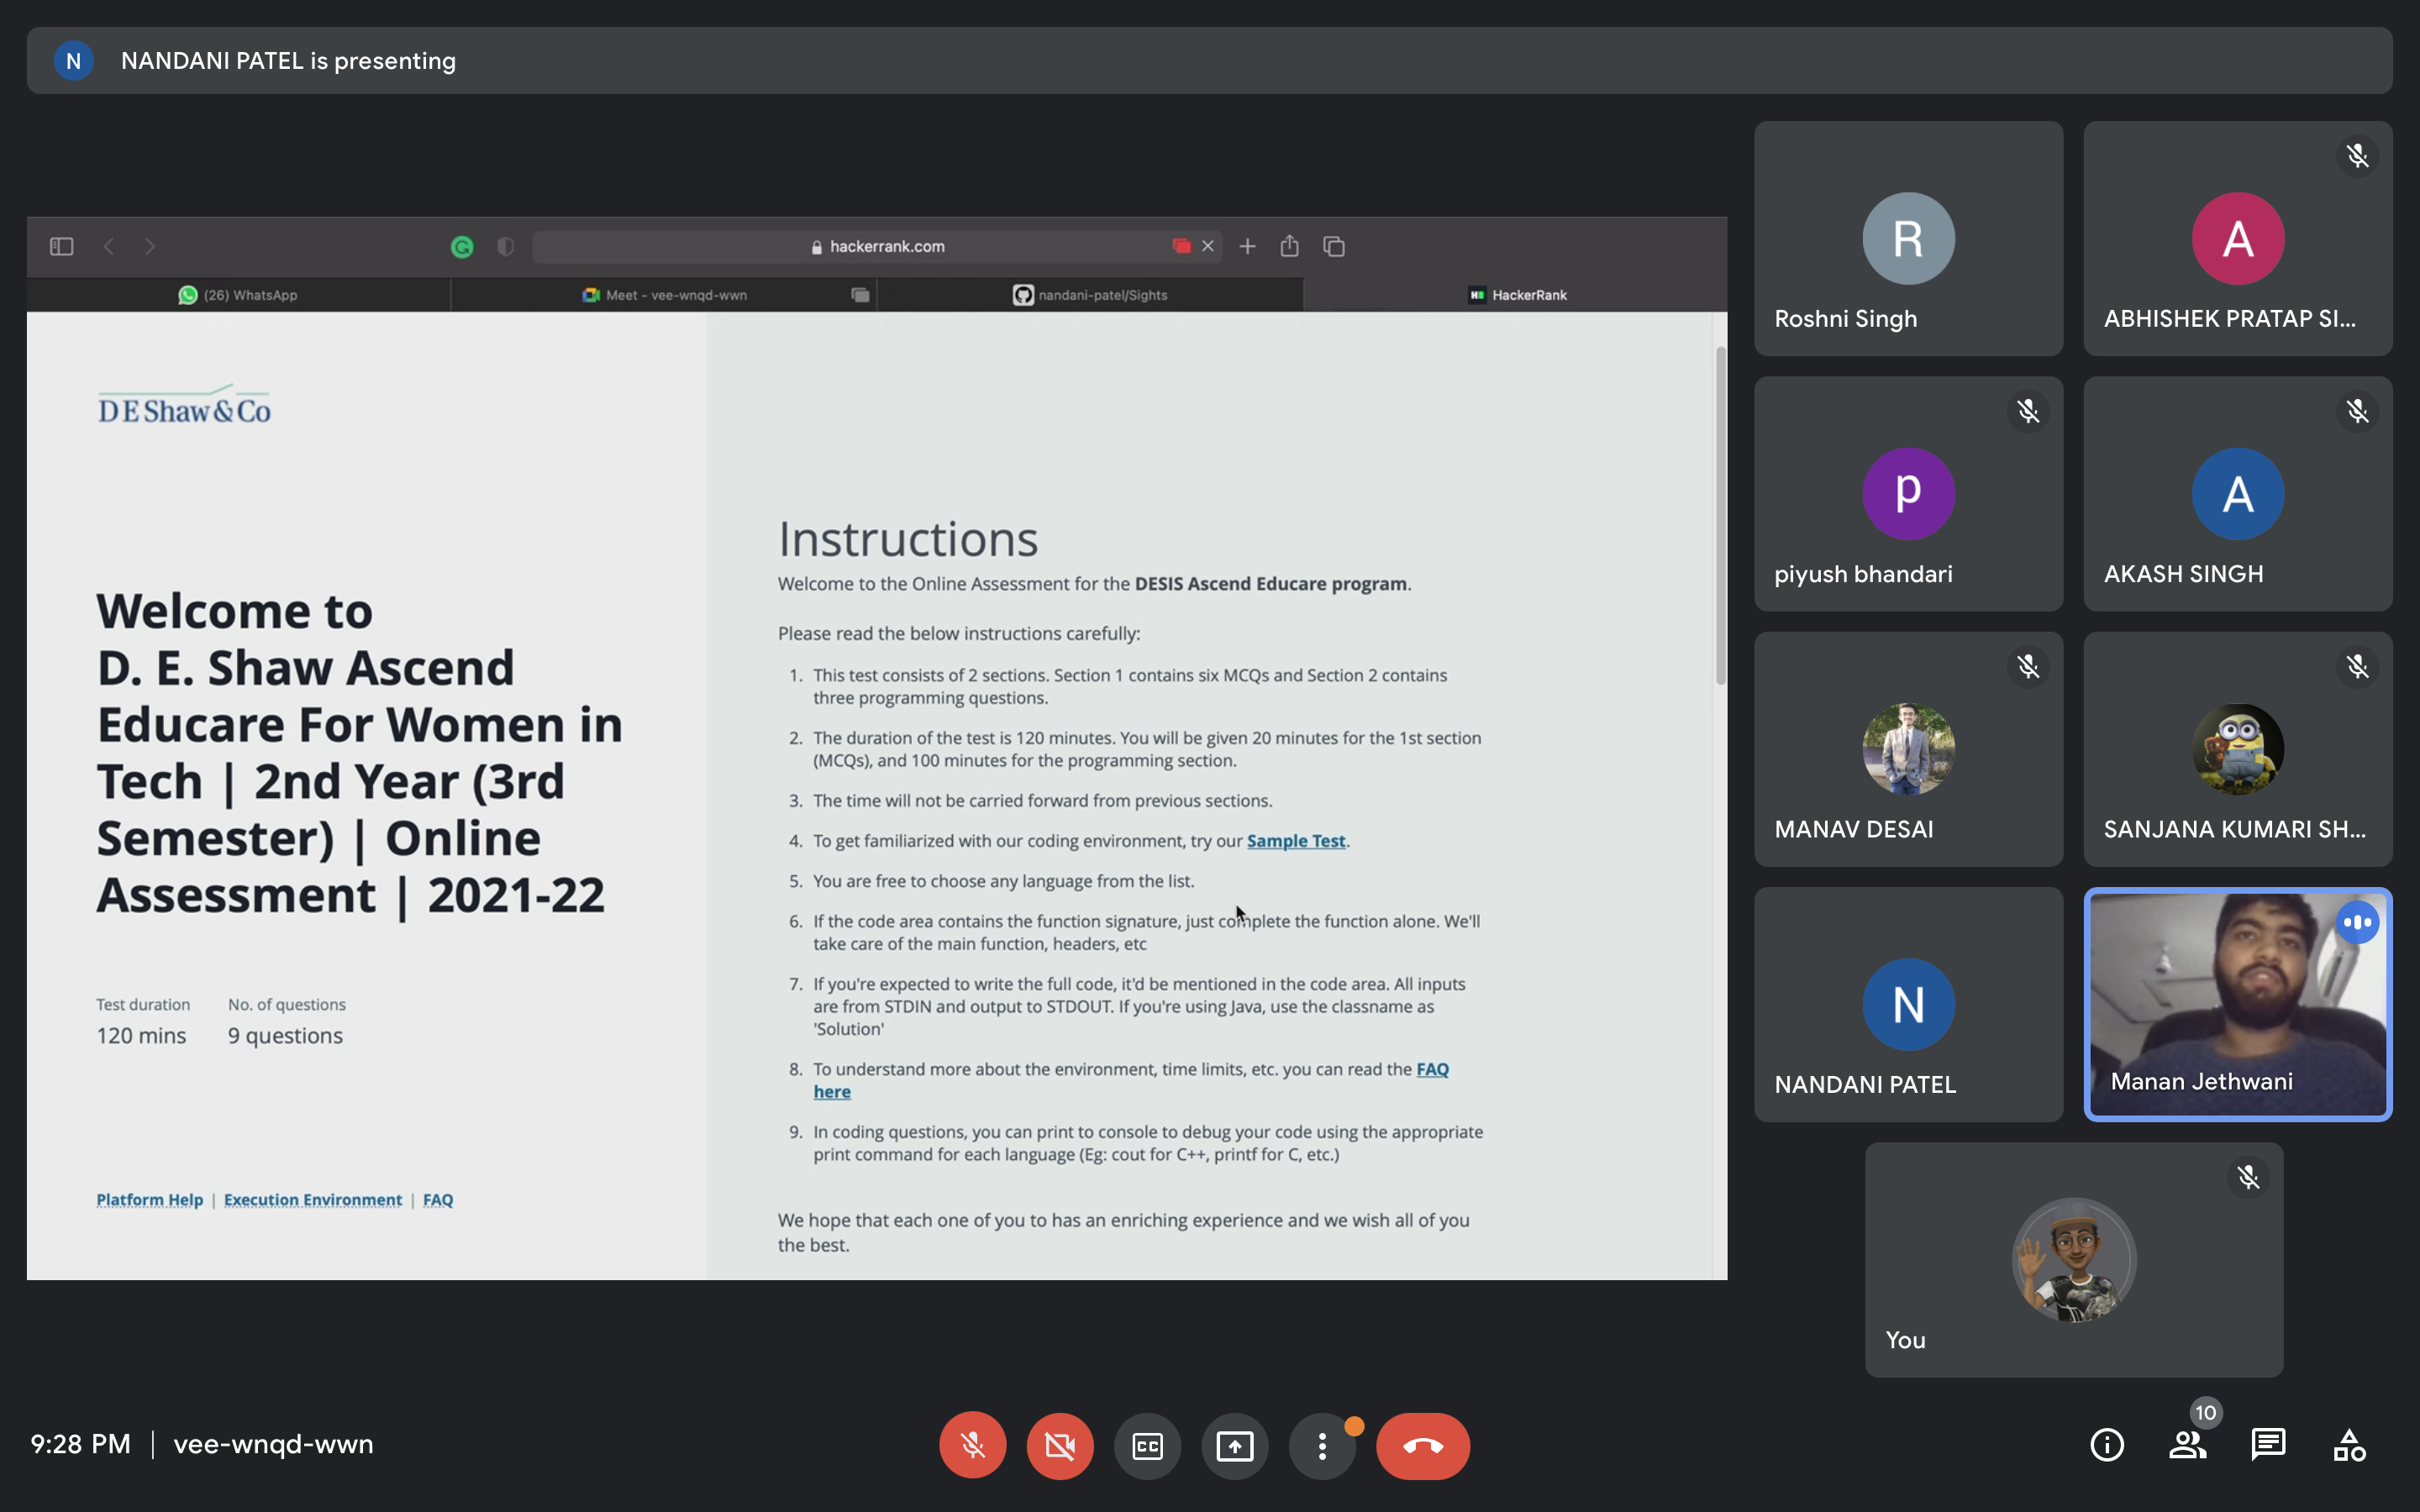 N
NANDANI PATEL is presenting
hackerrank.com
(26) WhatsApp
Meet - vee-wnqd-wwn
nandani-patel/Sights
HackerRank
DE Shaw & Co
Welcome to
D. E. Shaw Ascend
Educare For Women in
Tech | 2nd Year (3rd
Semester) | Online
Assessment | 2021-22
Test duration
No. of questions
120 mins
9 questions
Platform Help | Execution Environment | FAQ
Instructions
Welcome to the Online Assessment for the DESIS Ascend Educare program.
Please read the below instructions carefully:
1. This test consists of 2 sections. Section 1 contains six MCQs and Section 2 contains
three programming questions.
2. The duration of the test is 120 minutes. You will be given 20 minutes for the 1st section
(MCQs), and 100 minutes for the programming section.
3. The time will not be carried forward from previous sections.
4. To get familiarized with our coding environment, try our Sample Test.
5. You are free to choose any language from the list.
6. If the code area contains the function signature, just complete the function alone. We'll
take care of the main function, headers, etc
7. If you're expected to write the full code, it'd be mentioned in the code area. All inputs
are from STDIN and output to STDOUT. If you're using Java, use the classname as
'Solution'
8. To understand more about the environment, time limits, etc. you can read the FAQ
here
9. In coding questions, you can print to console to debug your code using the appropriate
print command for each language (Eg: cout for C++, printf for C, etc.)
We hope that each one of you to has an enriching experience and we wish all of you
the best.
R
Roshni Singh
A
ABHISHEK PRATAP SI...
p
piyush bhandari
A
AKASH SINGH
MANAV DESAI
SANJANA KUMARI SH...
N
NANDANI PATEL
Manan Jethwani
You
9:28 PM | vee-wnqd-wwn
CC
10